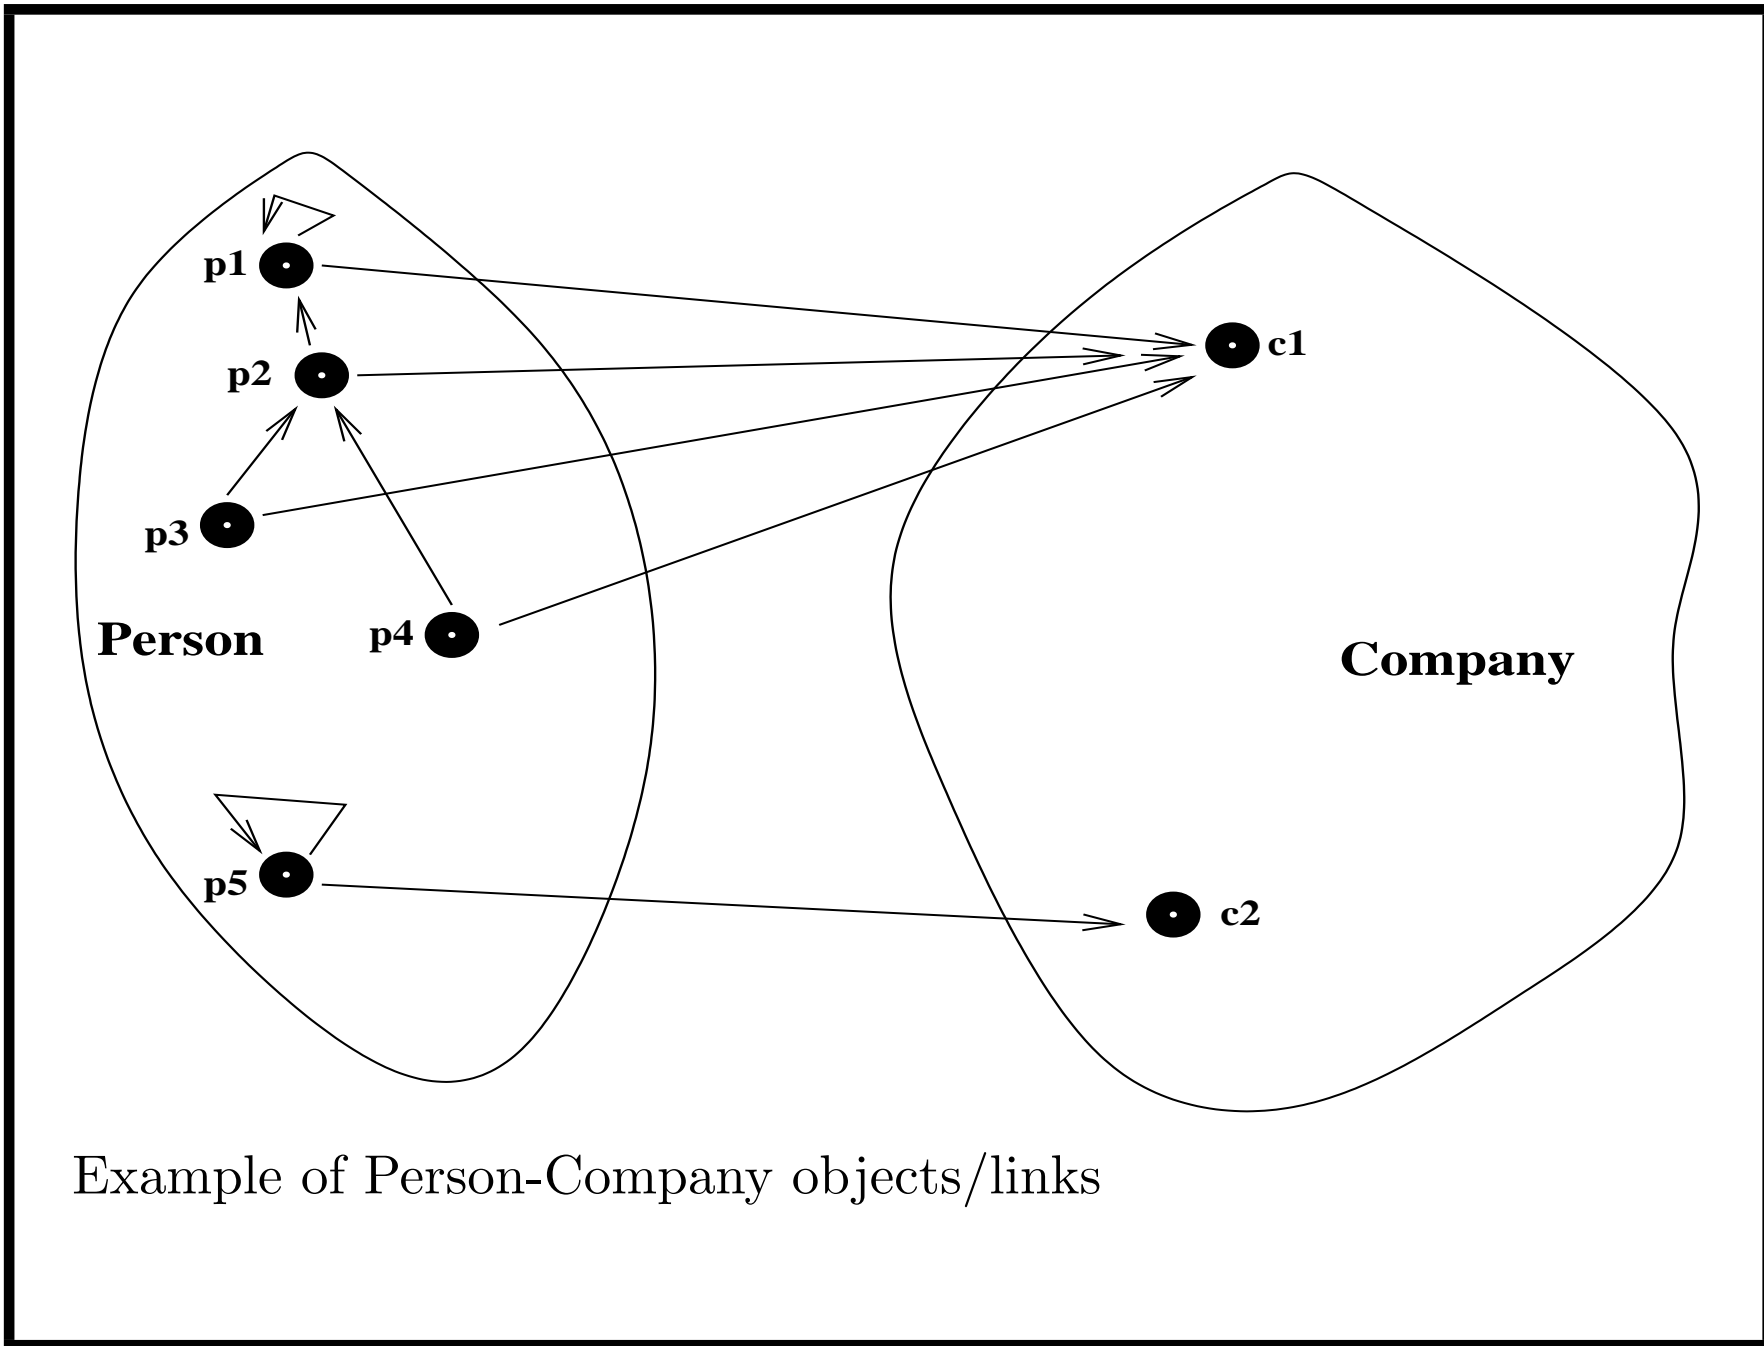 p1
c1
p2
p3
Person
p4
Company
p5
c2
Example of Person-Company objects/links